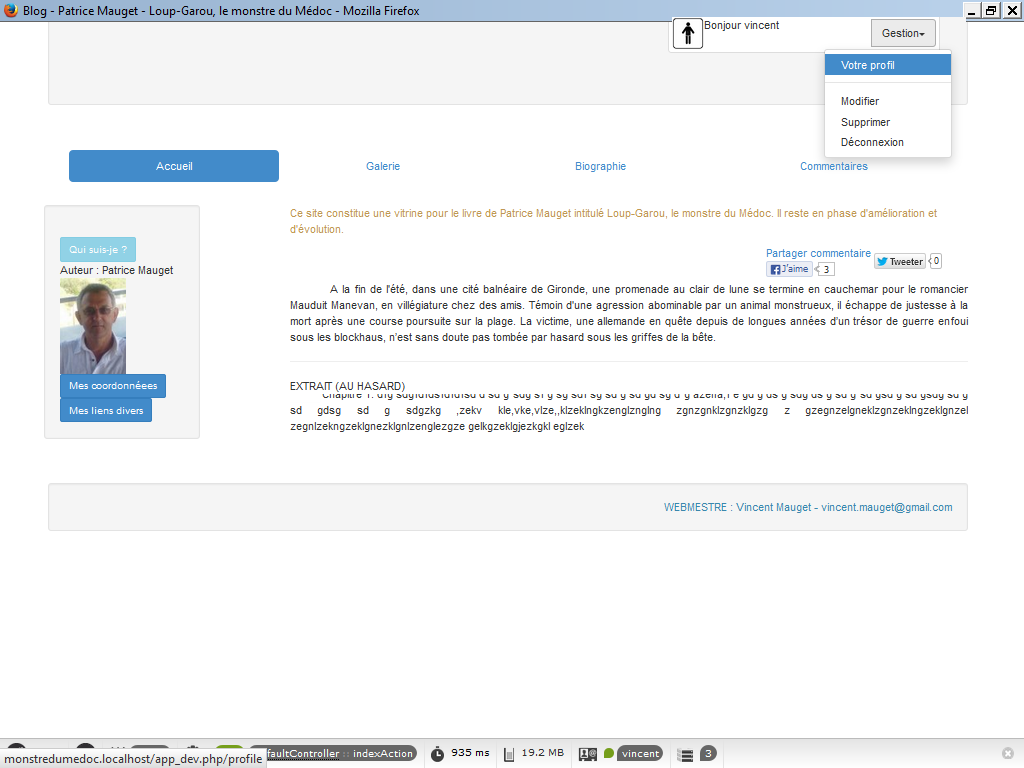 Blog - Patrice Mauget - Loup-Garou, le monstre du Médoc - Mozilla Firefox
Bonjour vincent
Gestion
Votre profil
Modifier
Supprimer
Déconnexion
Accueil
Galerie
Biographie
Commentaires
Qui suis-je ?
Auteur : Patrice Mauget
Mes coordonnéees
Mes liens divers
Ce site constitue une vitrine pour le livre de Patrice Mauget intitulé Loup-Garou, le monstre du Médoc. Il reste en phase d'amélioration et
d'évolution.
Partager commentaire
J'aime 3
Tweeter 0
A la fin de l'été, dans une cité balnéaire de Gironde, une promenade au clair de lune se termine en cauchemar pour le romancier
Mauduit Manevan, en villégiature chez des amis. Témoin d'une agression abominable par un animal monstrueux, il échappe de justesse à la
mort après une course poursuite sur la plage. La victime, une allemande en quête depuis de longues années d'un trésor de guerre enfoui
sous les blockhaus, n'est sans doute pas tombée par hasard sous les griffes de la bête.
EXTRAIT (AU HASARD)
Chapitre 1.
sd gdsg sd g sdgzkg ,zekv kle,vke,vlze,,klzeklngkzenglznglng zgnzgnklzgnzklgzg z gzegnzelgneklzgnzeklngzeklgnzel
zegnlzekngzeklgnezklgnlzenglezgze gelkgzeklgjezkgkl eglzek
WEBMESTRE : Vincent Mauget - vincent.mauget@gmail.com
monstredumedoc.localhost/app_dev.php/profile
faultController :: indexAction
935 ms
19.2 MB
vincent
3